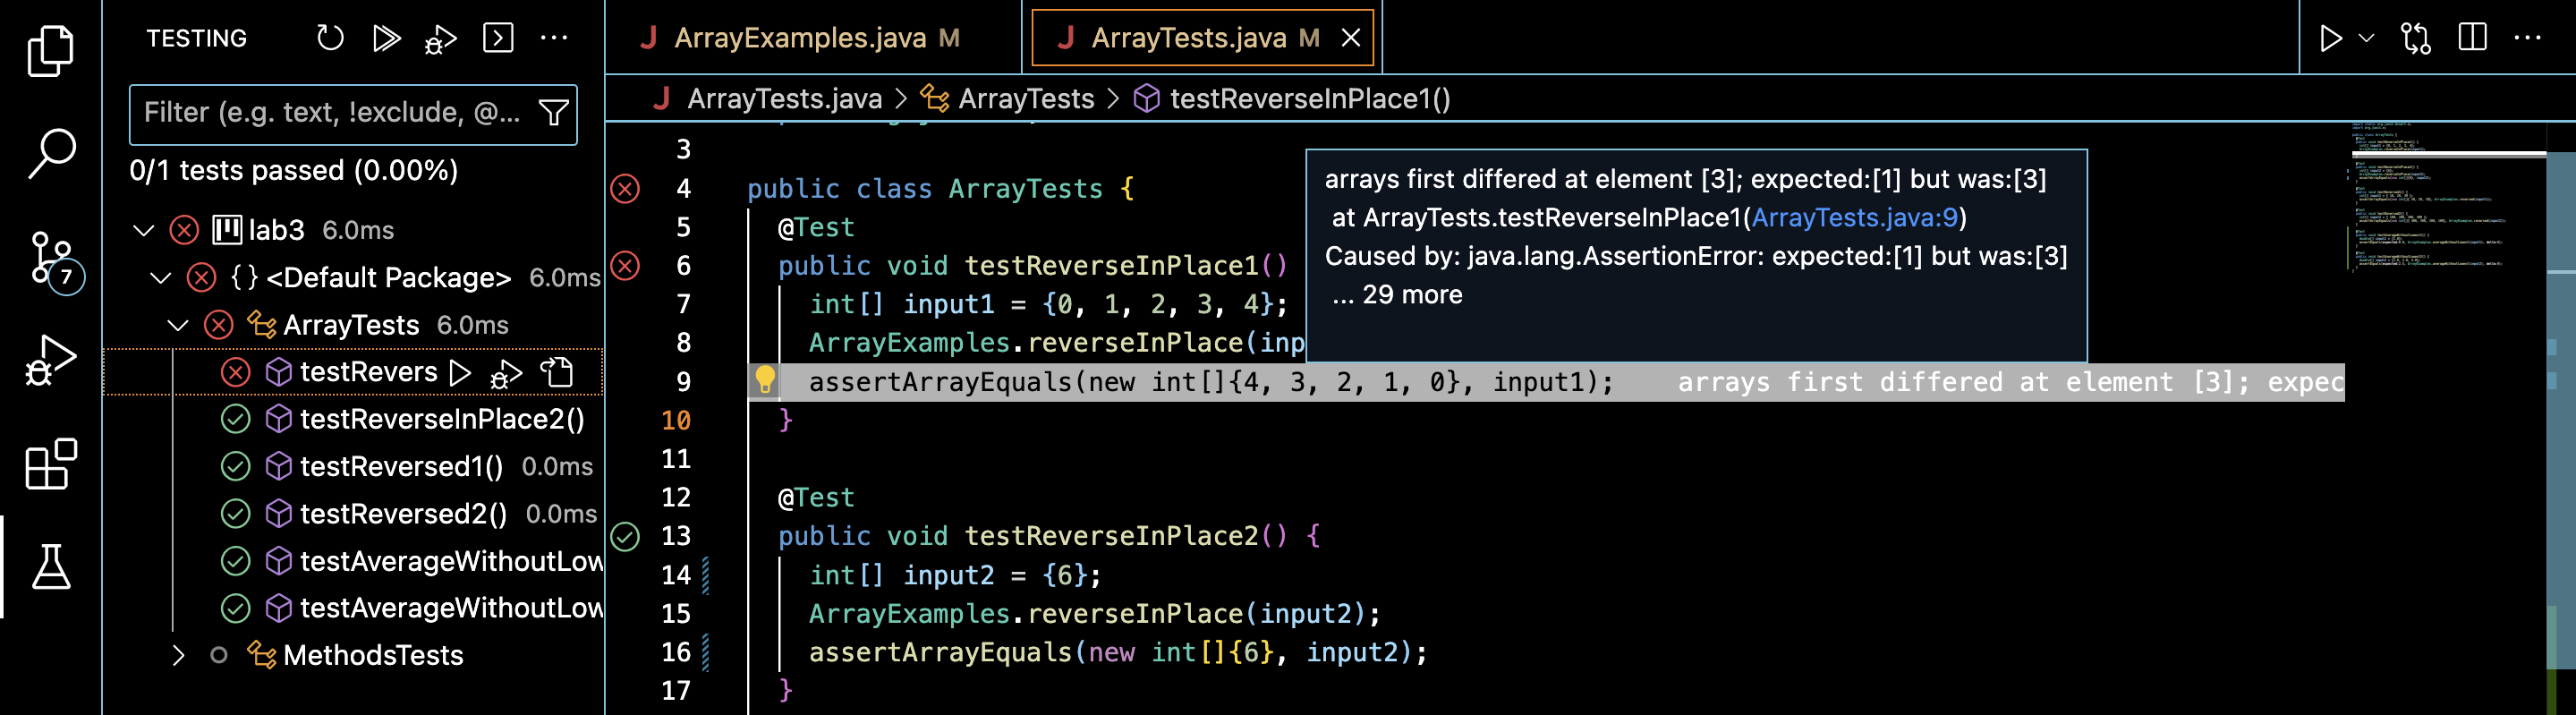 TESTING
Filter (e.g. text, !exclude, @...
0/1 tests passed (0.00%)
lab3 6.0ms
{} <Default Package> 6.0ms
ArrayTests 6.0ms
testRevers
testReverseInPlace2()
testReversed1() 0.0ms
testReversed2() 0.0ms
testAverageWithoutLow
testAverageWithoutLow
MethodsTests
7
J ArrayExamples.java M
J ArrayTests.java M
J ArrayTests.java > ArrayTests > testReverseInPlace1()
3
4 public class ArrayTests {
5 @Test
6 public void testReverseInPlace1()
7 int[] input1 = {0, 1, 2, 3, 4};
8 ArrayExamples.reverseInPlace(inp
9 assertArrayEquals(new int[]{4, 3, 2, 1, 0}, input1); arrays first differed at element [3]; expec
10 }
11
12 @Test
13 public void testReverseInPlace2() {
14 int[] input2 = {6};
15 ArrayExamples.reverseInPlace(input2);
16 assertArrayEquals(new int[]{6}, input2);
17 }
arrays first differed at element [3]; expected:[1] but was:[3]
at ArrayTests.testReverseInPlace1(ArrayTests.java:9)
Caused by: java.lang.AssertionError: expected:[1] but was:[3]
... 29 more